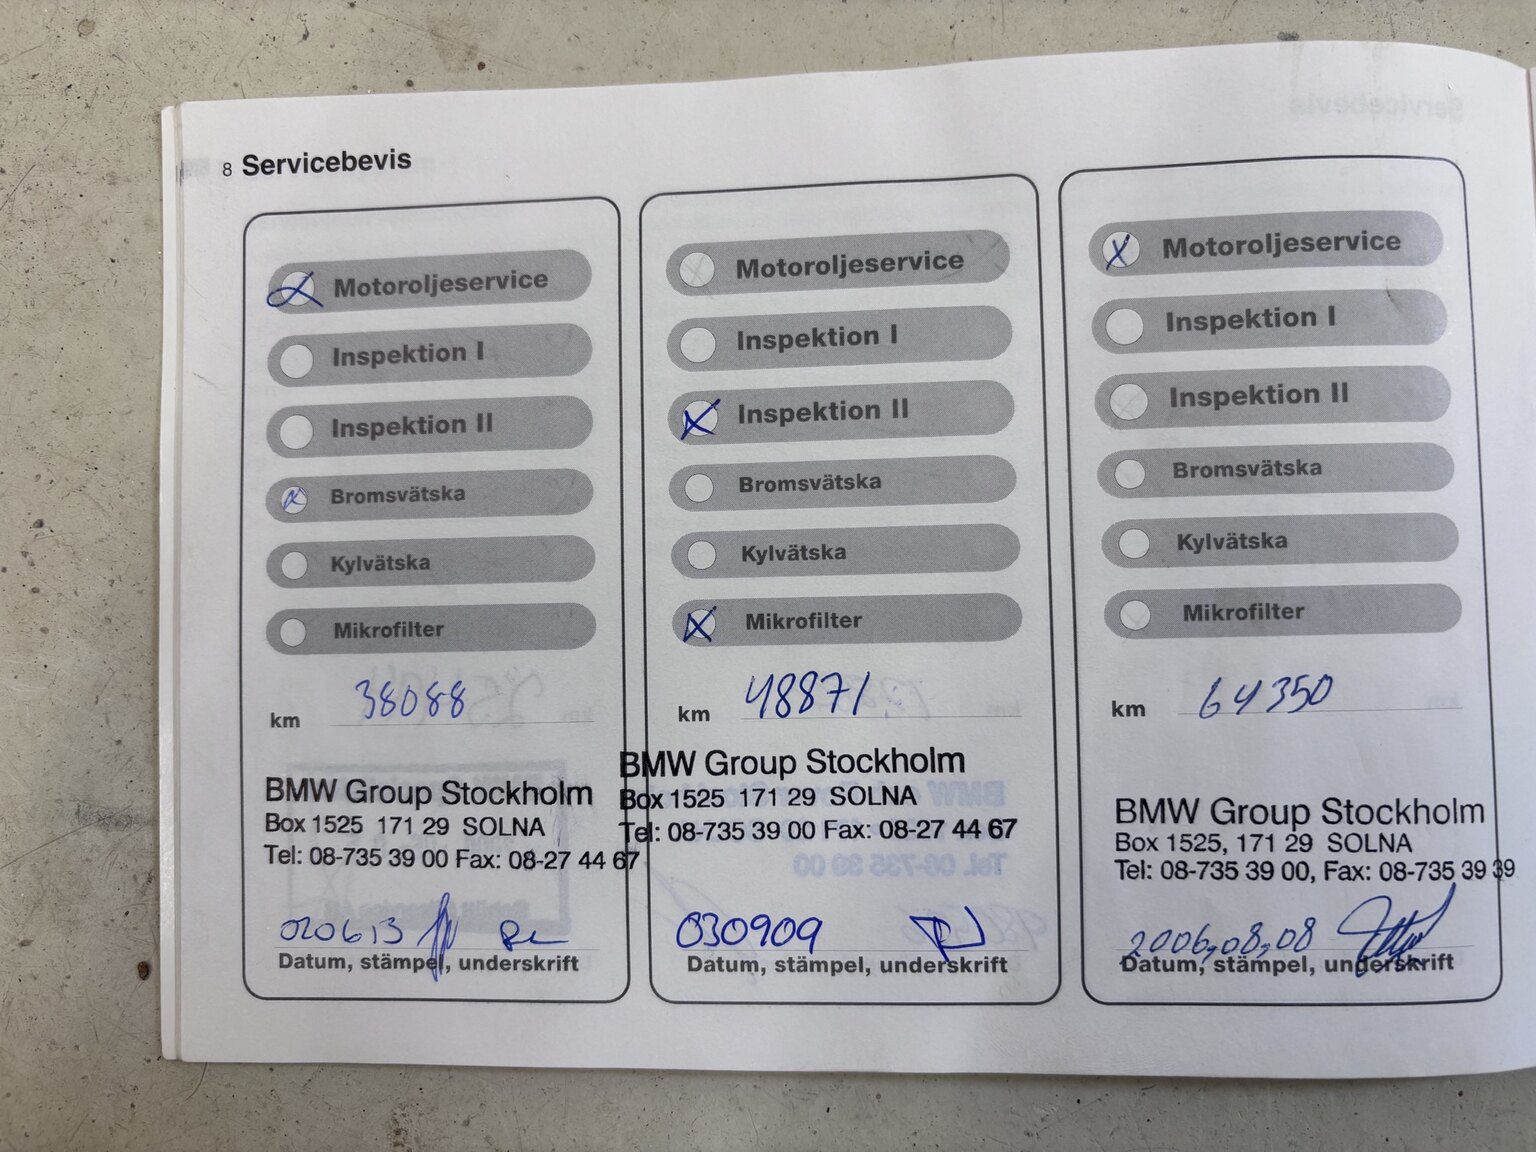 8 Servicebevis
Motoroljeservice
Inspektion I
Inspektion II
Bromsvätska
Kylvätska
Mikrofilter
km 38088
BMW Group Stockholm
Box 1525 171 29 SOLNA
Tel: 08-735 39 00 Fax: 08-27 44 67
020613
Datum, stämpel, underskrift
Motoroljeservice
Inspektion I
Inspektion II
Bromsvätska
Kylvätska
Mikrofilter
km 48871
BMW Group Stockholm
Box 1525 171 29 SOLNA
Tel: 08-735 39 00 Fax: 08-27 44 67
030909
Datum, stämpel, underskrift
Motoroljeservice
Inspektion I
Inspektion II
Bromsvätska
Kylvätska
Mikrofilter
km 64350
BMW Group Stockholm
Box 1525, 171 29 SOLNA
Tel: 08-735 39 00, Fax: 08-735 39 39
2006,08,08
Datum, stämpel, underskrift